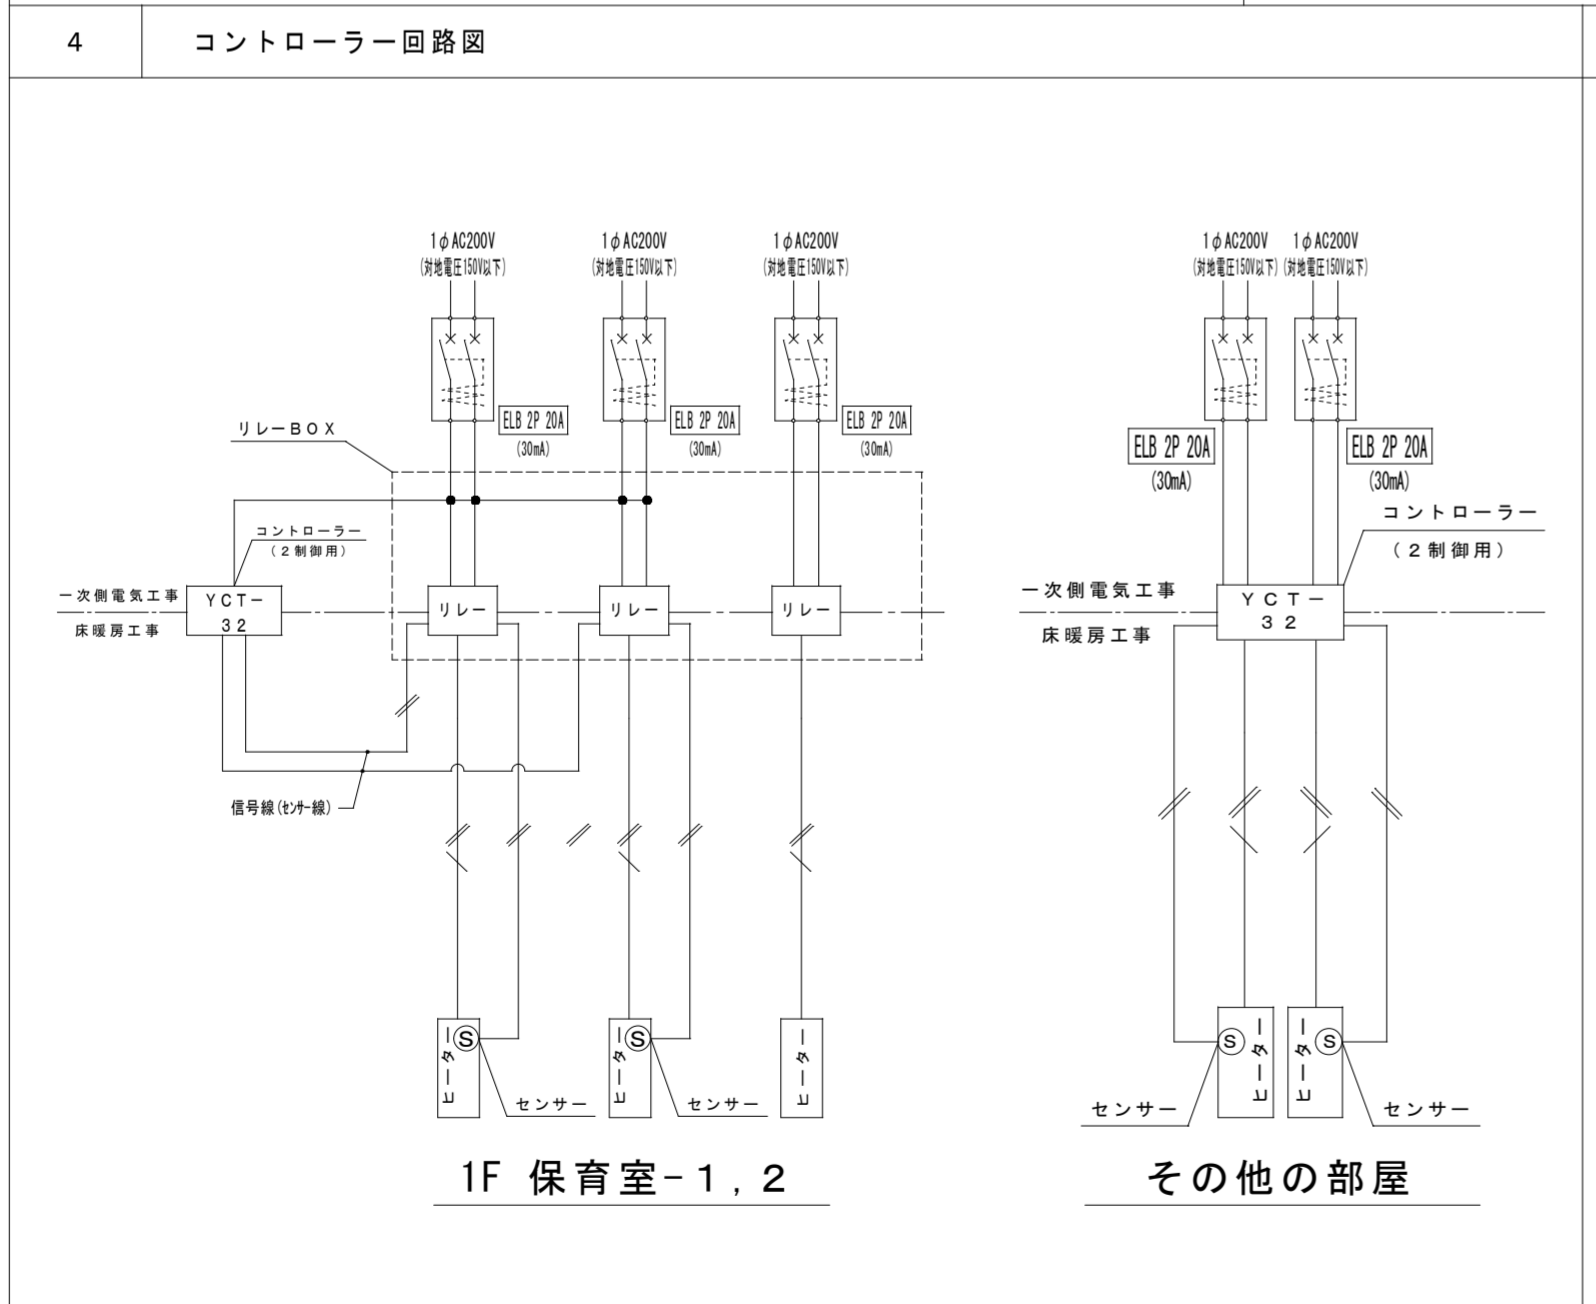 4
コントローラー回路図
1φAC200V
(対地電圧150V以下)
1φAC200V
(対地電圧150V以下)
1φAC200V
(対地電圧150V以下)
ELB 2P 20A
(30mA)
ELB 2P 20A
(30mA)
ELB 2P 20A
(30mA)
リレーBOX
コントローラー
(2制御用)
一次側電気工事
床暖房工事
YCT-
32
リレー
リレー
リレー
信号線(センサー線)
ヒーター
S
センサー
ヒーター
S
センサー
ヒーター
1F 保育室-1,2
1φAC200V
(対地電圧150V以下)
1φAC200V
(対地電圧150V以下)
ELB 2P 20A
(30mA)
ELB 2P 20A
(30mA)
コントローラー
(2制御用)
一次側電気工事
床暖房工事
YCT-
32
S
ヒーター
ヒーター
S
センサー
センサー
その他の部屋